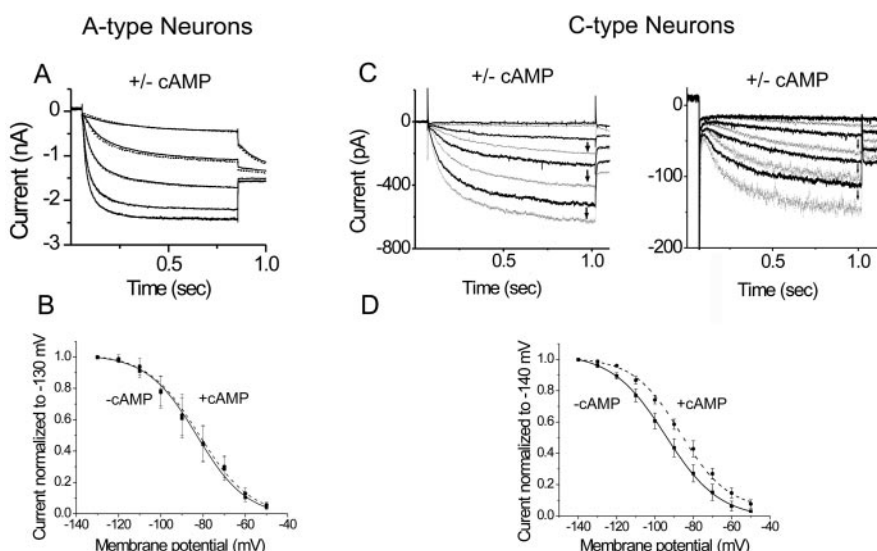 A-type Neurons
C-type Neurons
A
+/- cAMP
0
-1
-2
-3
Current (nA)
0.5
1.0
Time (sec)
C
+/- cAMP
0
-400
-800
Current (pA)
0.5
1.0
Time (sec)
+/- cAMP
0
-100
-200
0.5
1.0
Time (sec)
B
Current normalized to -130 mV
1.0
0.8
0.6
0.4
0.2
0.0
-cAMP
+cAMP
-140
-120
-100
-80
-60
-40
Membrane potential (mV)
D
Current normalized to -140 mV
1.0
0.8
0.6
0.4
0.2
0.0
-cAMP
+cAMP
-140
-120
-100
-80
-60
-40
Membrane potential (mV)